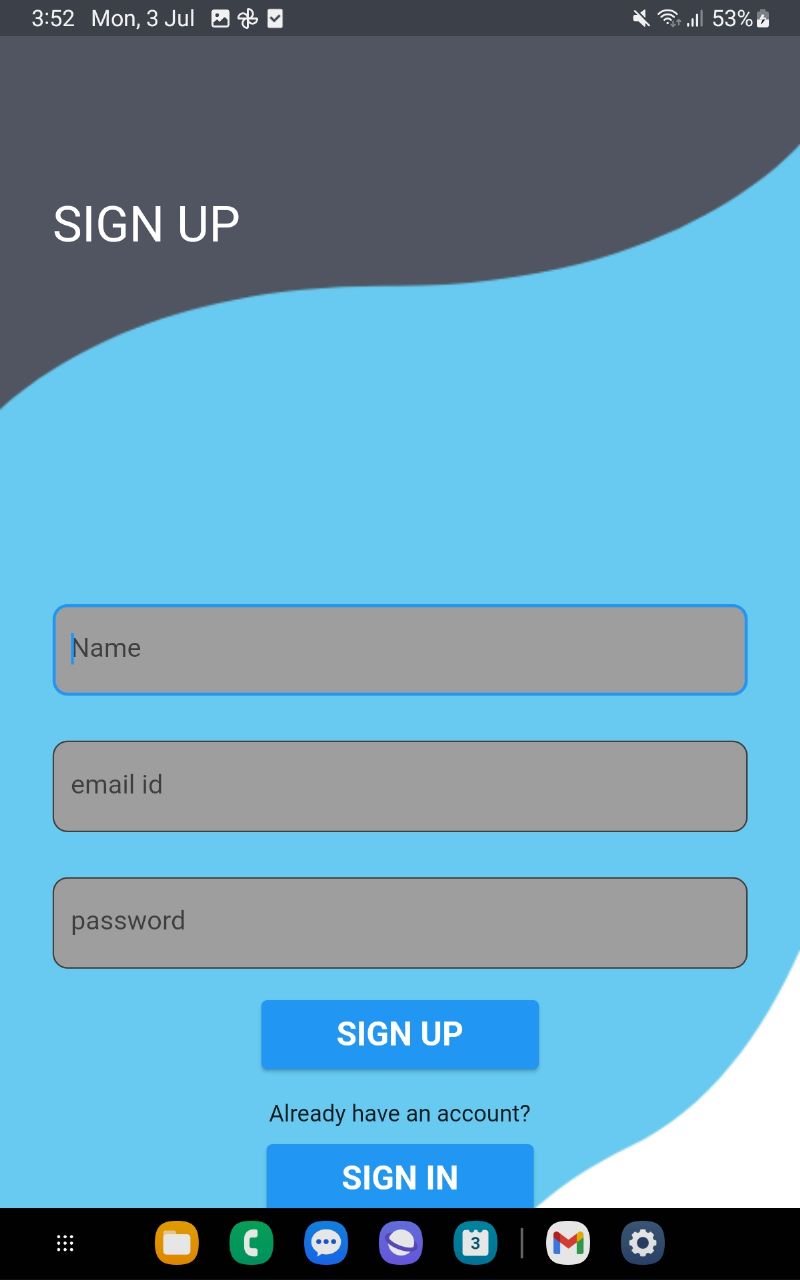 3:52 Mon, 3 Jul 53%
SIGN UP
Name
email id
password
SIGN UP
Already have an account?
SIGN IN
3